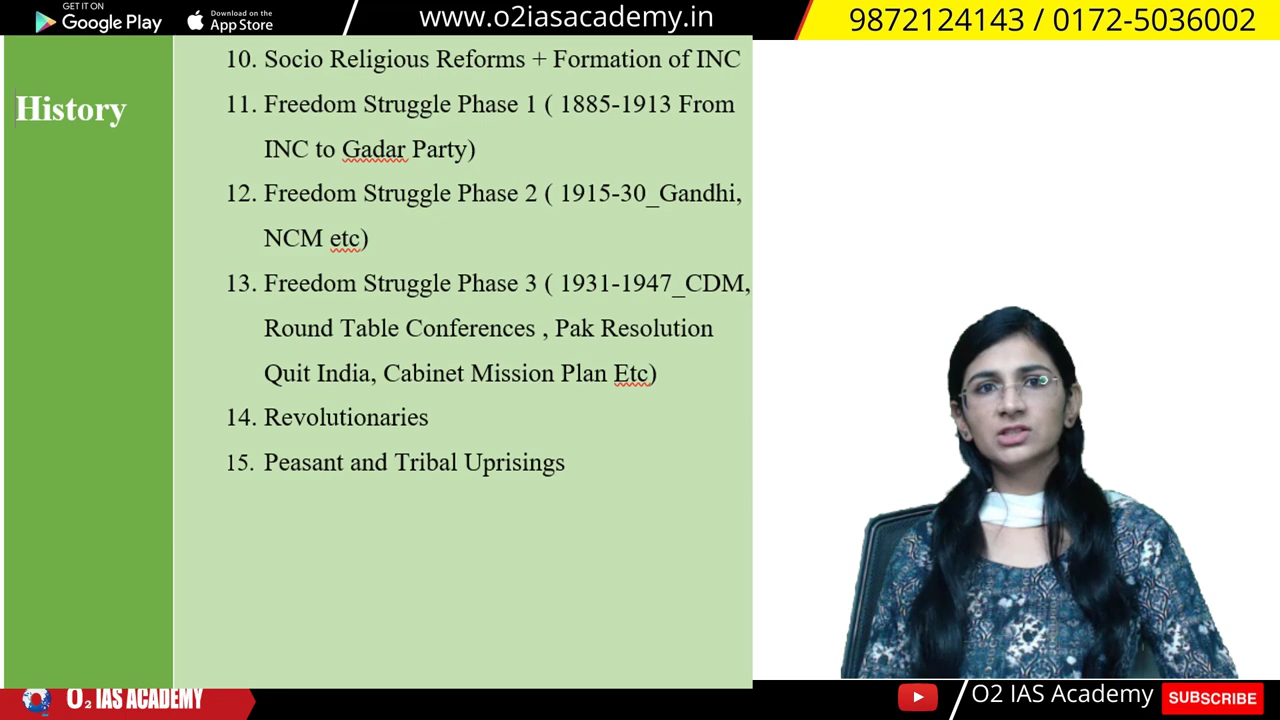 GET IT ON
Google Play
Download on the
App Store
www.o2iasacademy.in
9872124143 / 0172-5036002
History
10. Socio Religious Reforms + Formation of INC
11. Freedom Struggle Phase 1 ( 1885-1913 From
INC to Gadar Party)
12. Freedom Struggle Phase 2 ( 1915-30_Gandhi,
NCM etc)
13. Freedom Struggle Phase 3 ( 1931-1947_CDM,
Round Table Conferences , Pak Resolution
Quit India, Cabinet Mission Plan Etc)
14. Revolutionaries
15. Peasant and Tribal Uprisings
O₂ IAS ACADEMY
O2 IAS Academy
SUBSCRIBE